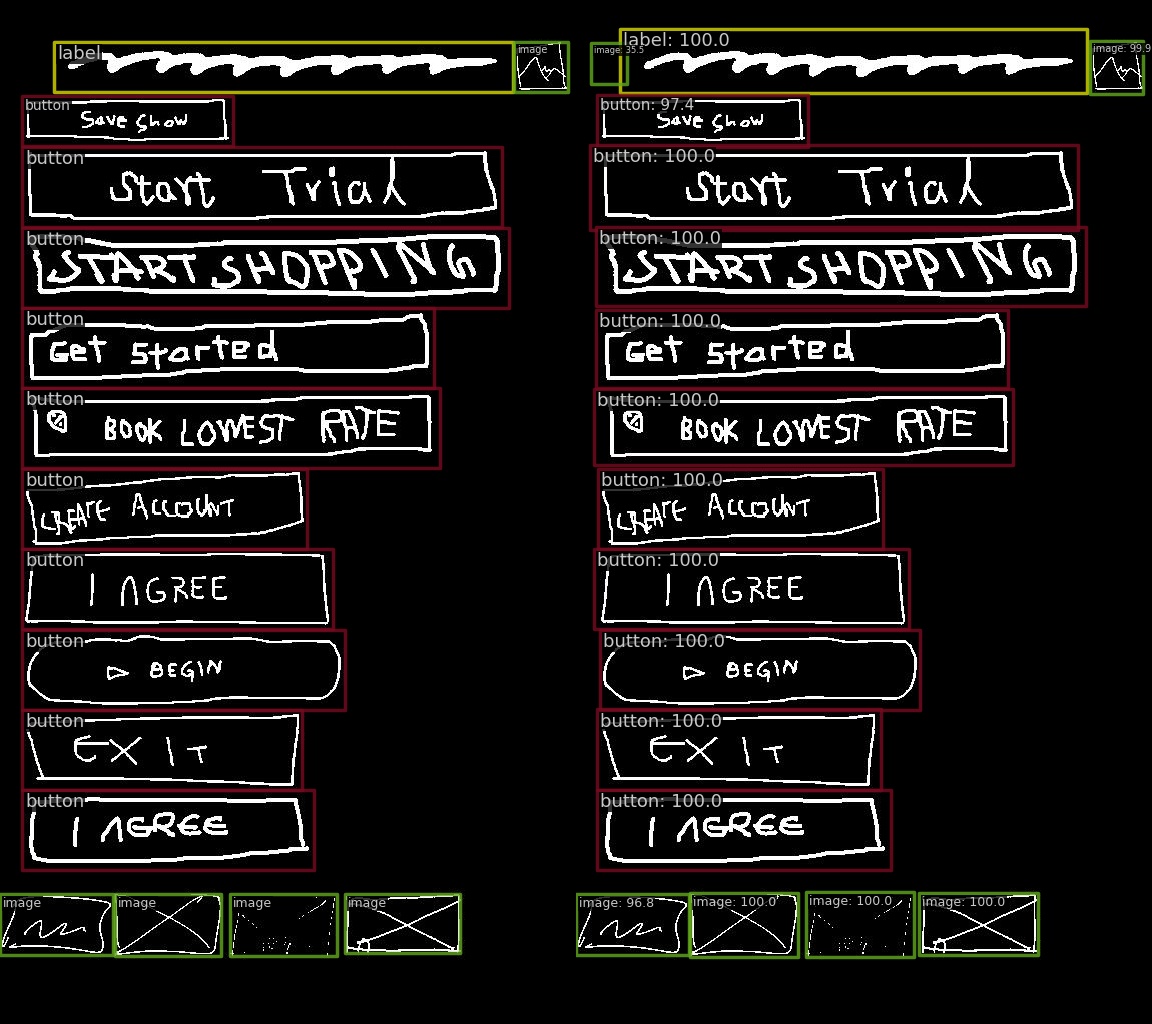 label image image: 35.5 label: 100.0 image: 99.9
button button: 97.4
Save Show Save Show
button button: 100.0
Start Trial Start Trial
button button: 100.0
START SHOPPING START SHOPPING
button button: 100.0
Get Started Get Started
button button: 100.0
BOOK LOWEST RATE BOOK LOWEST RATE
button button: 100.0
CREATE ACCOUNT CREATE ACCOUNT
button button: 100.0
I AGREE I AGREE
button button: 100.0
BEGIN BEGIN
button button: 100.0
EXIT EXIT
button button: 100.0
I AGREE I AGREE
image image image image image: 96.8 image: 100.0 image: 100.0 image: 100.0